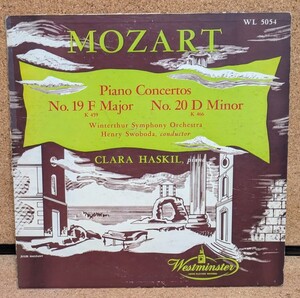 WL 5054
MOZART
Piano Concertos
No. 19 F Major No. 20 D Minor
K 459 K 466
Winterthur Symphony Orchestra
Henry Swoboda, conductor
CLARA HASKIL, piano
Westminster